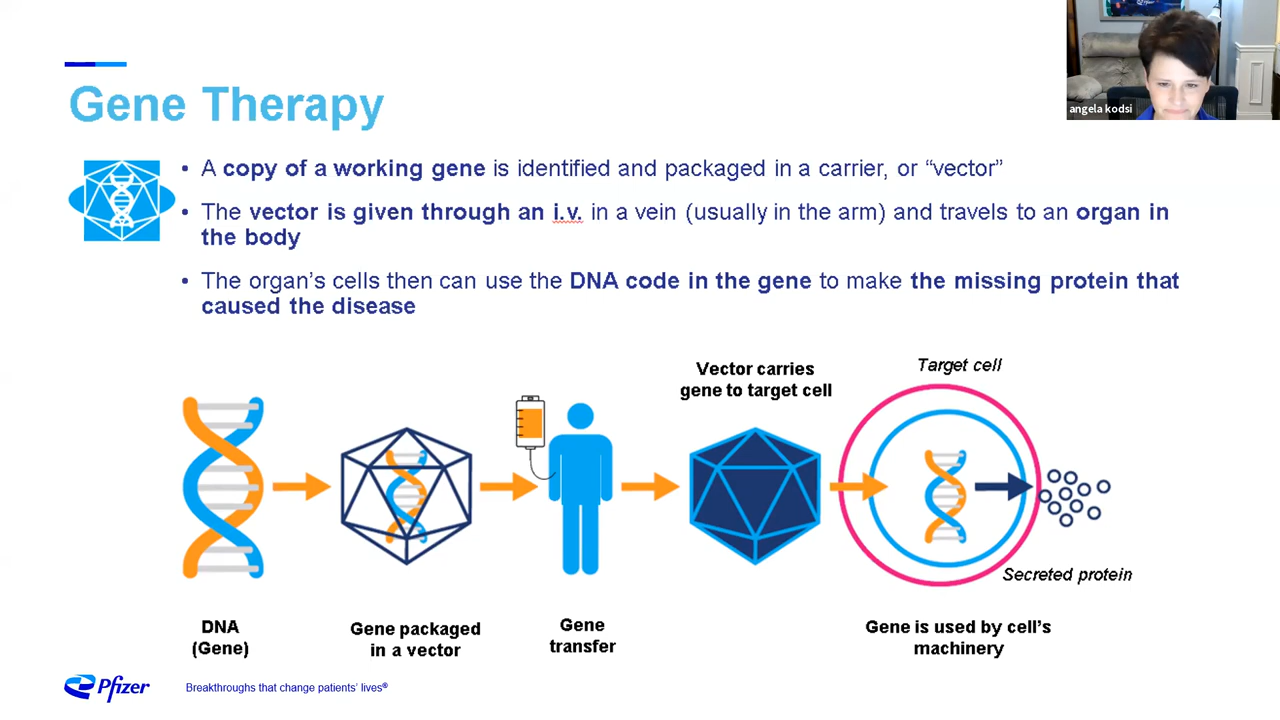 angela kodsi
Gene Therapy
• A copy of a working gene is identified and packaged in a carrier, or “vector”
• The vector is given through an i.v. in a vein (usually in the arm) and travels to an organ in
the body
• The organ’s cells then can use the DNA code in the gene to make the missing protein that
caused the disease
Vector carries
gene to target cell
Target cell
Secreted protein
DNA
(Gene)
Gene packaged
in a vector
Gene
transfer
Gene is used by cell’s
machinery
Pfizer
Breakthroughs that change patients’ lives®